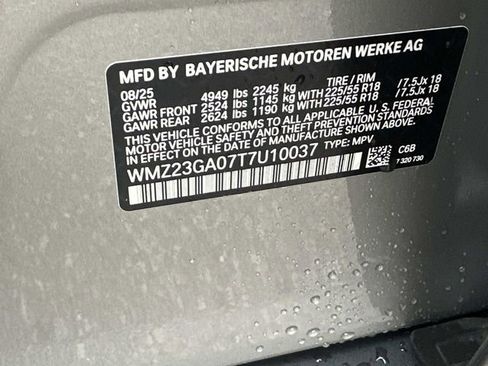 MFD BY BAYERISCHE MOTOREN WERKE AG
08/25 TIRE / RIM
GVWR 4949 lbs 2245 kg
GAWR FRONT 2524 lbs 1145 kg WITH 225/55 R18 /7.5Jx 18
GAWR REAR 2624 lbs 1190 kg WITH 225/55 R18 /7.5Jx 18
THIS VEHICLE CONFORMS TO ALL APPLICABLE U.S. FEDERAL
MOTOR VEHICLE SAFETY STANDARDS
IN EFFECT ON THE DATE OF MANUFACTURE SHOWN ABOVE.
WMZ23GA07T7U10037 TYPE: MPV
C6B
7 320 730